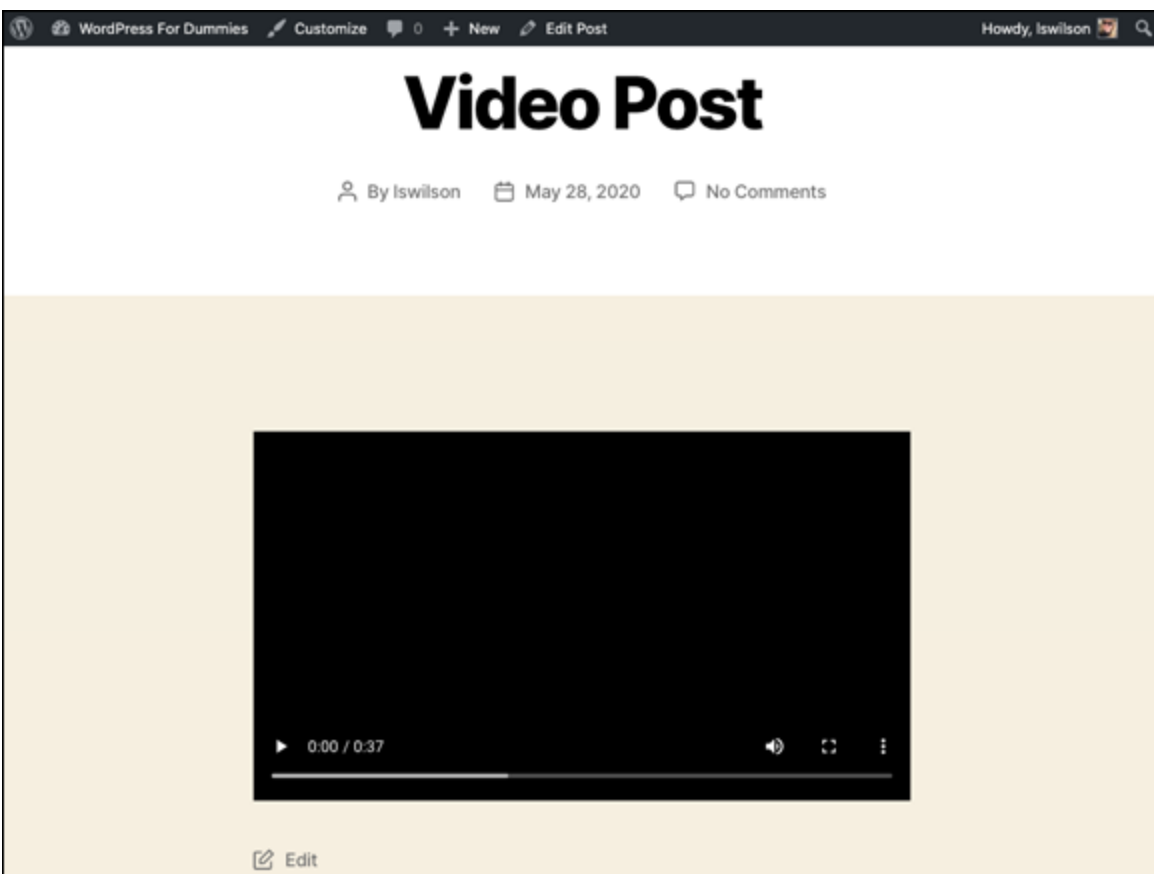 WordPress For Dummies Customize 0 New Edit Post Howdy, lswilson
Video Post
By lswilson May 28, 2020 No Comments
0:00 / 0:37
Edit